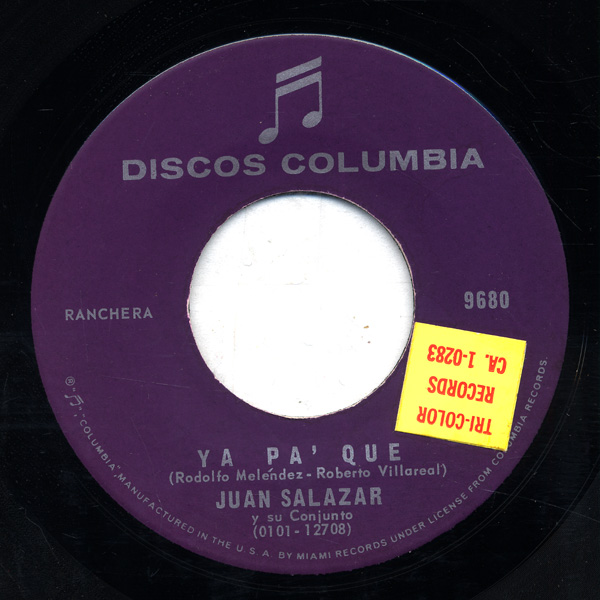 DISCOS COLUMBIA
RANCHERA
9680
TRI-COLOR
RECORDS
CA. 1-0283
YA PA' QUE
(Rodolfo Meléndez - Roberto Villareal)
JUAN SALAZAR
y su Conjunto
(0101 - 12708)
® "COLUMBIA", MANUFACTURED IN THE U S A. BY MIAMI RECORDS UNDER LICENSE FROM COLUMBIA RECORDS.